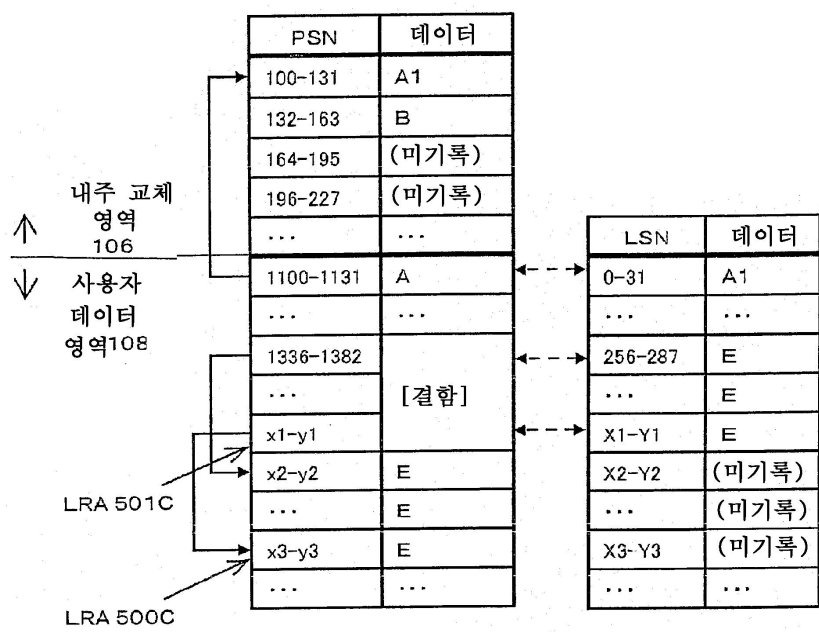 PSN 데이터
100-131 A1
132-163 B
164-195 (미기록)
196-227 (미기록)
... ...
1100-1131 A
... ...
1336-1382
[결함]
...
x1-y1
x2-y2 E
... E
x3-y3 E
... ...
내주 교체
영역
106
사용자
데이터
영역108
LRA 501C
LRA 500C
LSN 데이터
0-31 A1
... ...
256-287 E
... E
X1-Y1 E
X2-Y2 (미기록)
... (미기록)
X3-Y3 (미기록)
... ...